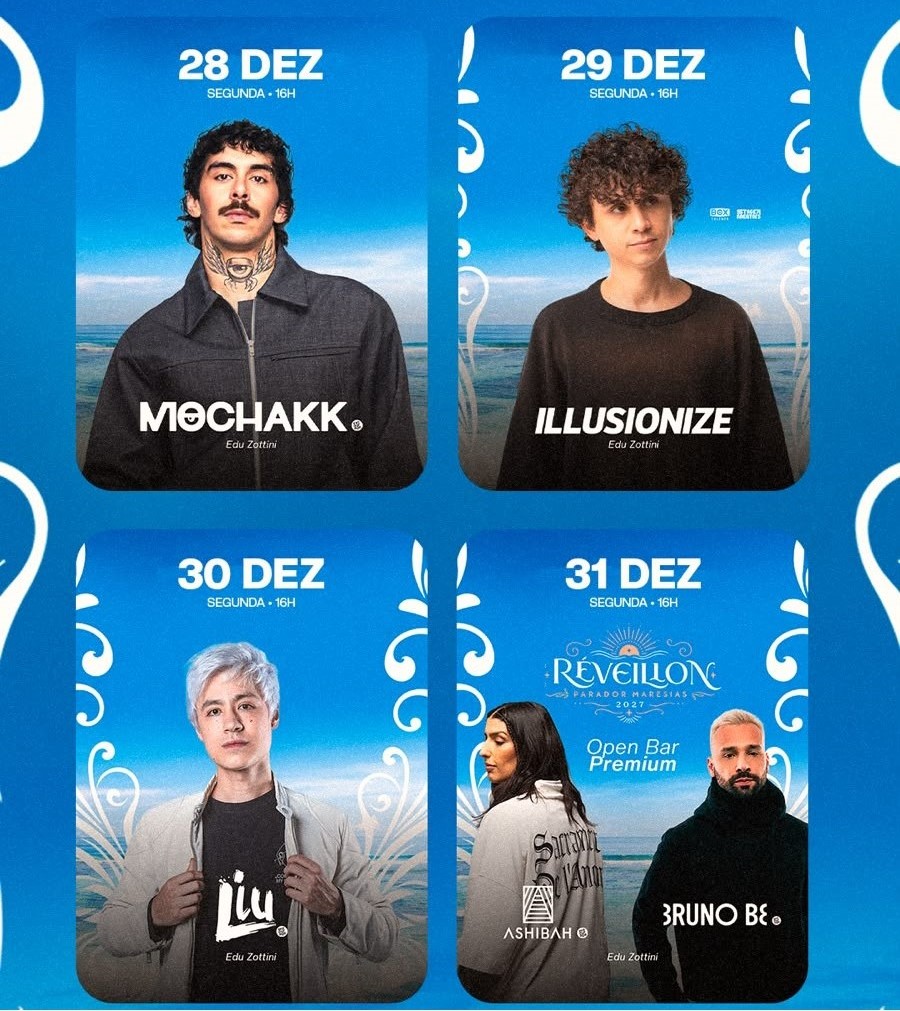 28 DEZ
SEGUNDA • 16H
MOCHAKK
Edu Zottini
29 DEZ
SEGUNDA • 16H
BOX
ILLUSIONIZE
Edu Zottini
30 DEZ
SEGUNDA • 16H
Liu
Edu Zottini
31 DEZ
SEGUNDA • 16H
RÉVEILLON
PARADOR MARESIAS
2027
Open Bar
Premium
ASHIBAH
BRUNO BE
Edu Zottini